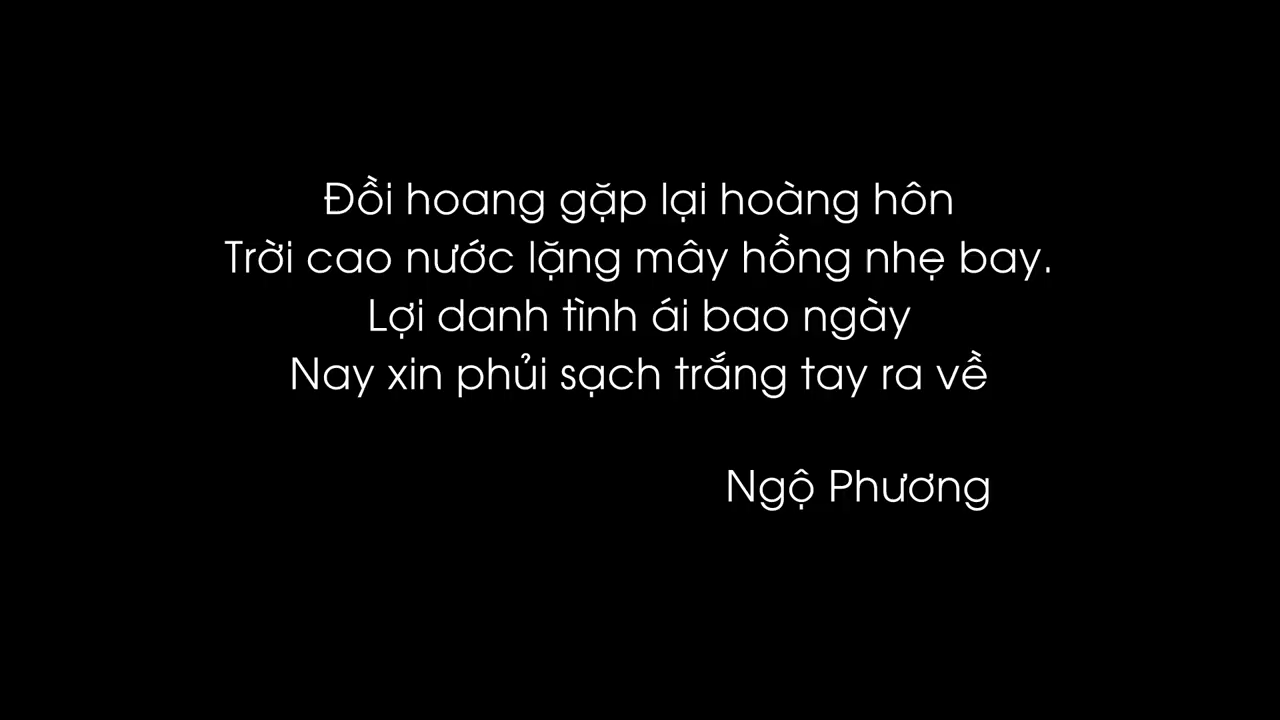 Đồi hoang gặp lại hoàng hôn
Trời cao nước lặng mây hồng nhẹ bay.
Lợi danh tình ái bao ngày
Nay xin phủi sạch trắng tay ra về
Ngộ Phương